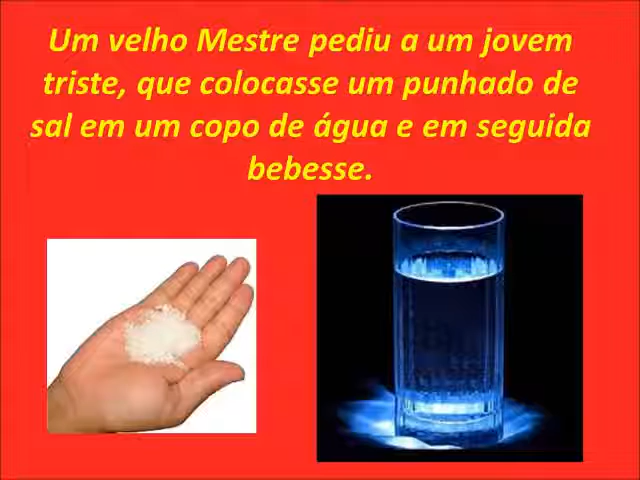 Um velho Mestre pediu a um jovem
triste, que colocasse um punhado de
sal em um copo de água e em seguida
bebesse.